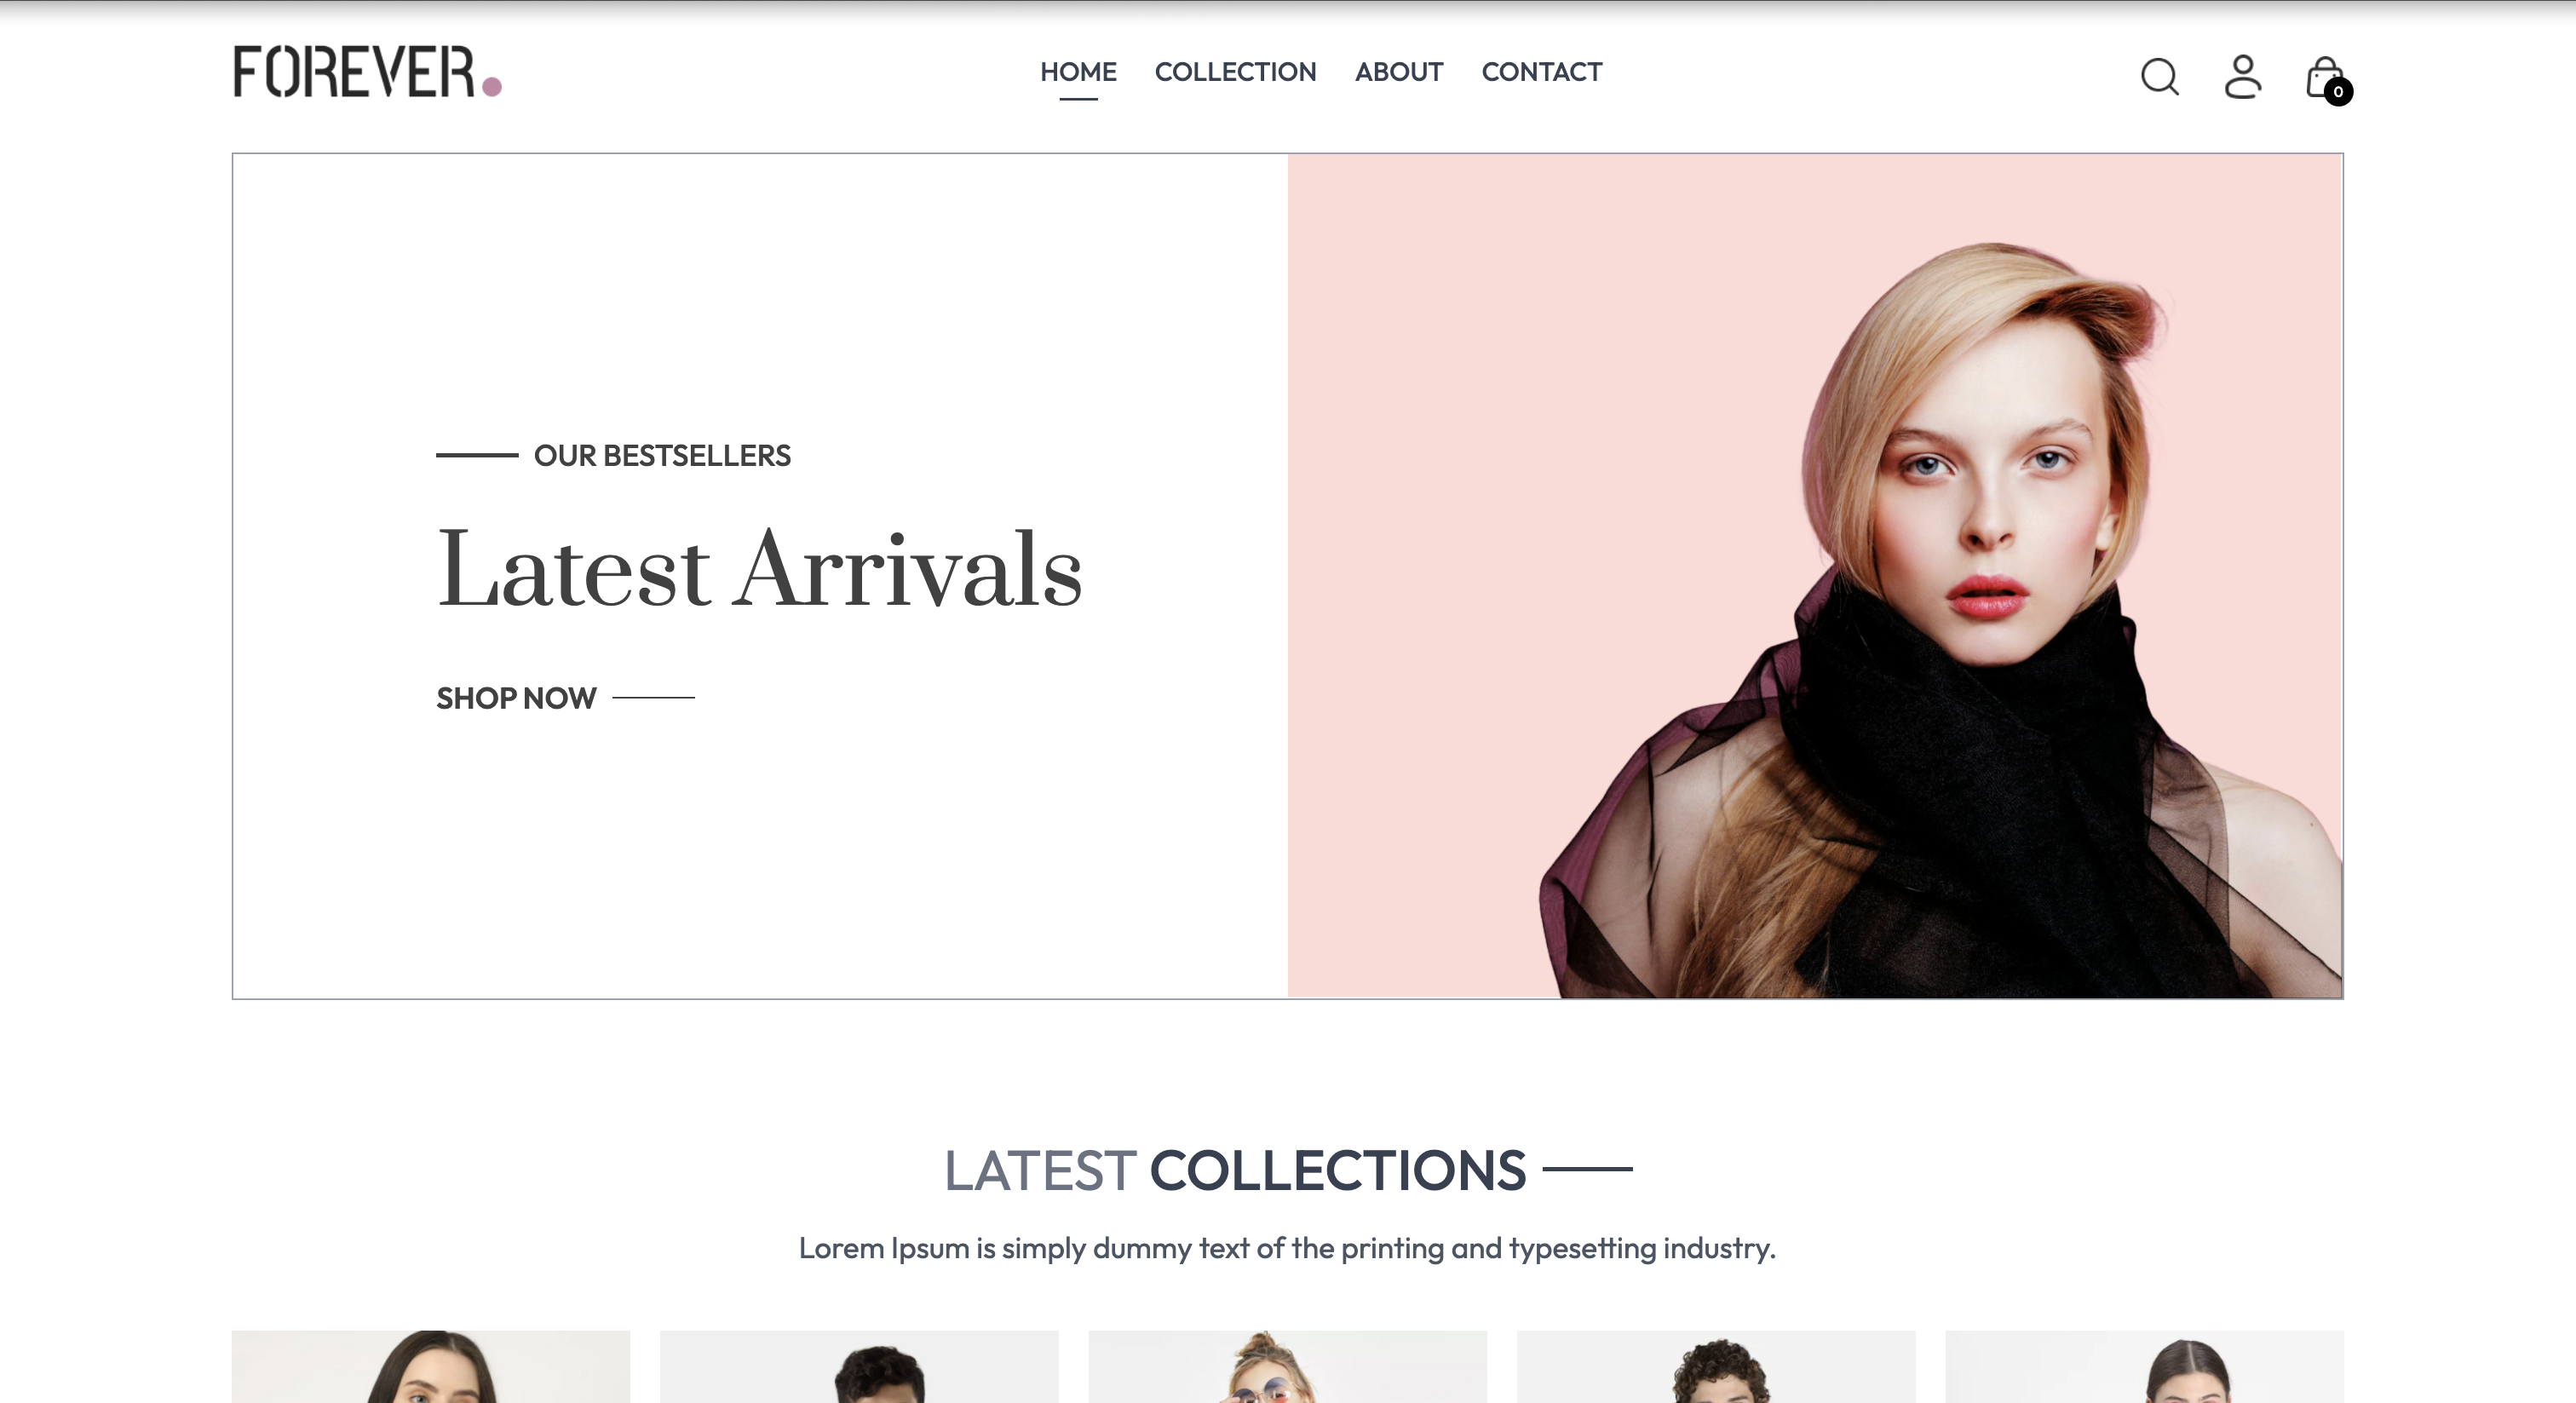 FOREVER.
HOME COLLECTION ABOUT CONTACT
0
OUR BESTSELLERS
Latest Arrivals
SHOP NOW
LATEST COLLECTIONS
Lorem Ipsum is simply dummy text of the printing and typesetting industry.